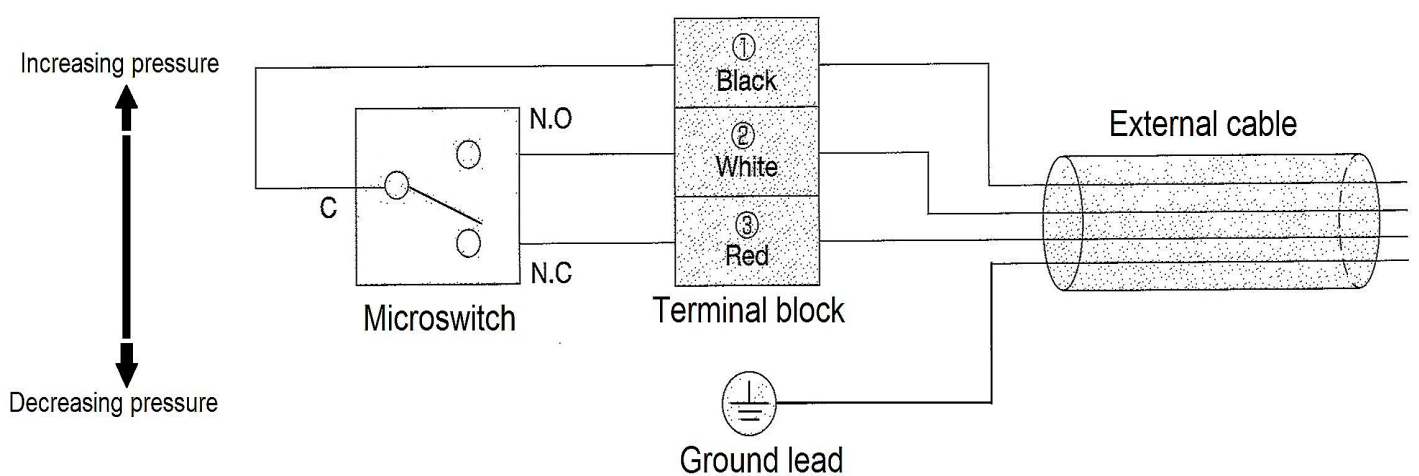 Increasing pressure
Decreasing pressure
C
N.O
N.C
Microswitch
①
Black
②
White
③
Red
Terminal block
External cable
Ground lead